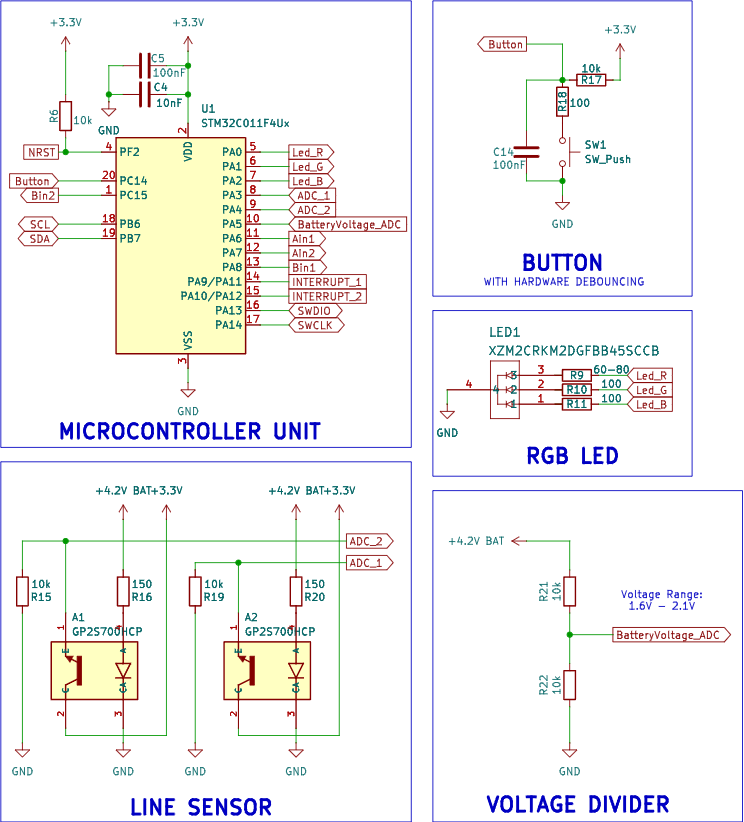 +3.3V
+3.3V
C5
100nF
C4
10nF
R6
10k
GND
U1
STM32C011F4Ux
2
VDD
NRST
4
PF2
PA0
5
Led_R
PA1
6
Led_G
Button
20
PC14
PA2
7
Led_B
Bin2
1
PC15
PA3
8
ADC_1
PA4
9
ADC_2
SCL
18
PB6
PA5
10
BatteryVoltage_ADC
SDA
19
PB7
PA6
11
Ain1
PA7
12
Ain2
PA8
13
Bin1
PA9/PA11
14
INTERRUPT_1
PA10/PA12
15
INTERRUPT_2
PA13
16
SWDIO
PA14
17
SWCLK
VSS
3
GND
MICROCONTROLLER UNIT
Button
+3.3V
10k
R17
R18
100
C14
100nF
SW1
SW_Push
GND
BUTTON
WITH HARDWARE DEBOUNCING
LED1
XZM2CRKM2DGFBB45SCCB
3
3
R9
60-80
Led_R
4
4
2
2
R10
100
Led_G
1
1
R11
100
Led_B
GND
RGB LED
+4.2V BAT
+3.3V
+4.2V BAT
+3.3V
ADC_2
ADC_1
10k
R15
150
R16
10k
R19
150
R20
A1
GP2S700HCP
A2
GP2S700HCP
1
4
1
4
E
A
E
A
C
CA
C
CA
2
3
2
3
GND
GND
GND
GND
LINE SENSOR
+4.2V BAT
R21
10k
Voltage Range:
1.6V - 2.1V
BatteryVoltage_ADC
R22
10k
GND
VOLTAGE DIVIDER